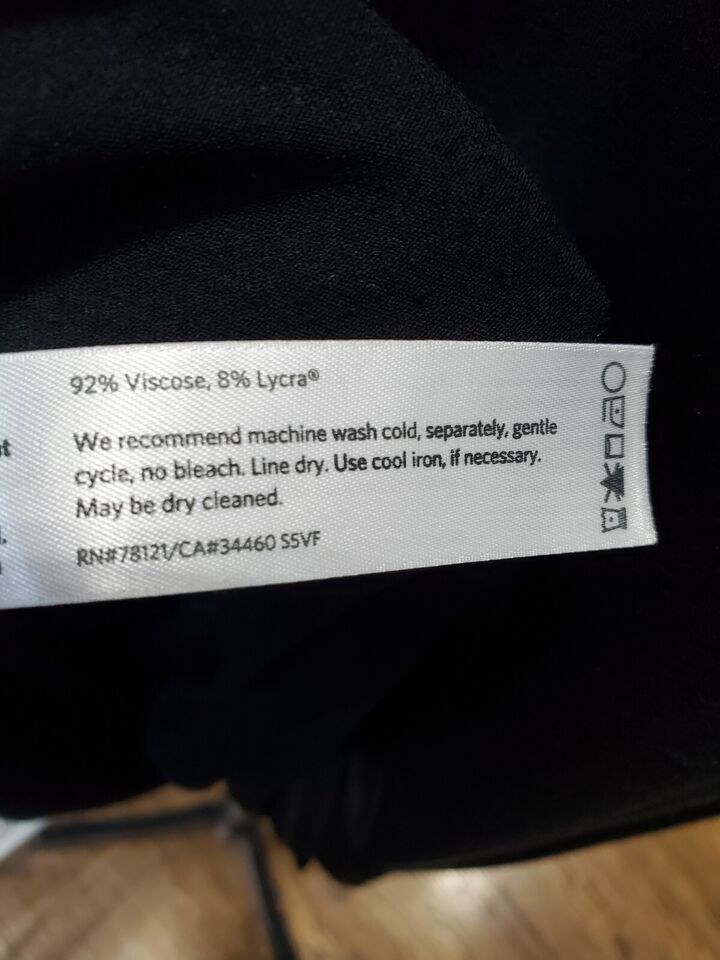 92% Viscose, 8% Lycra®
We recommend machine wash cold, separately, gentle
cycle, no bleach. Line dry. Use cool iron, if necessary.
May be dry cleaned.
RN#78121/CA#34460 S5VF